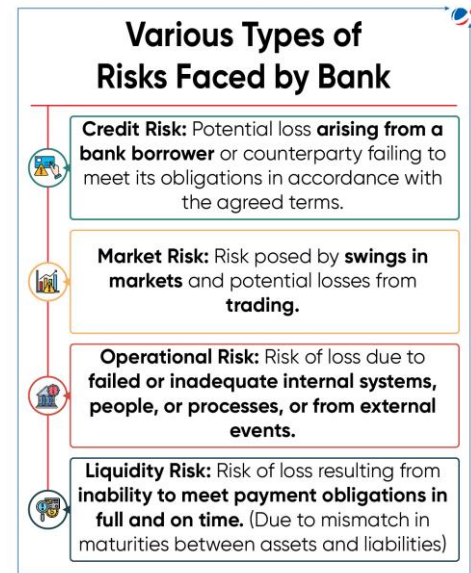 Various Types of
Risks Faced by Bank
Credit Risk: Potential loss arising from a
bank borrower or counterparty failing to
meet its obligations in accordance with
the agreed terms.
Market Risk: Risk posed by swings in
markets and potential losses from
trading.
Operational Risk: Risk of loss due to
failed or inadequate internal systems,
people, or processes, or from external
events.
Liquidity Risk: Risk of loss resulting from
inability to meet payment obligations in
full and on time. (Due to mismatch in
maturities between assets and liabilities)